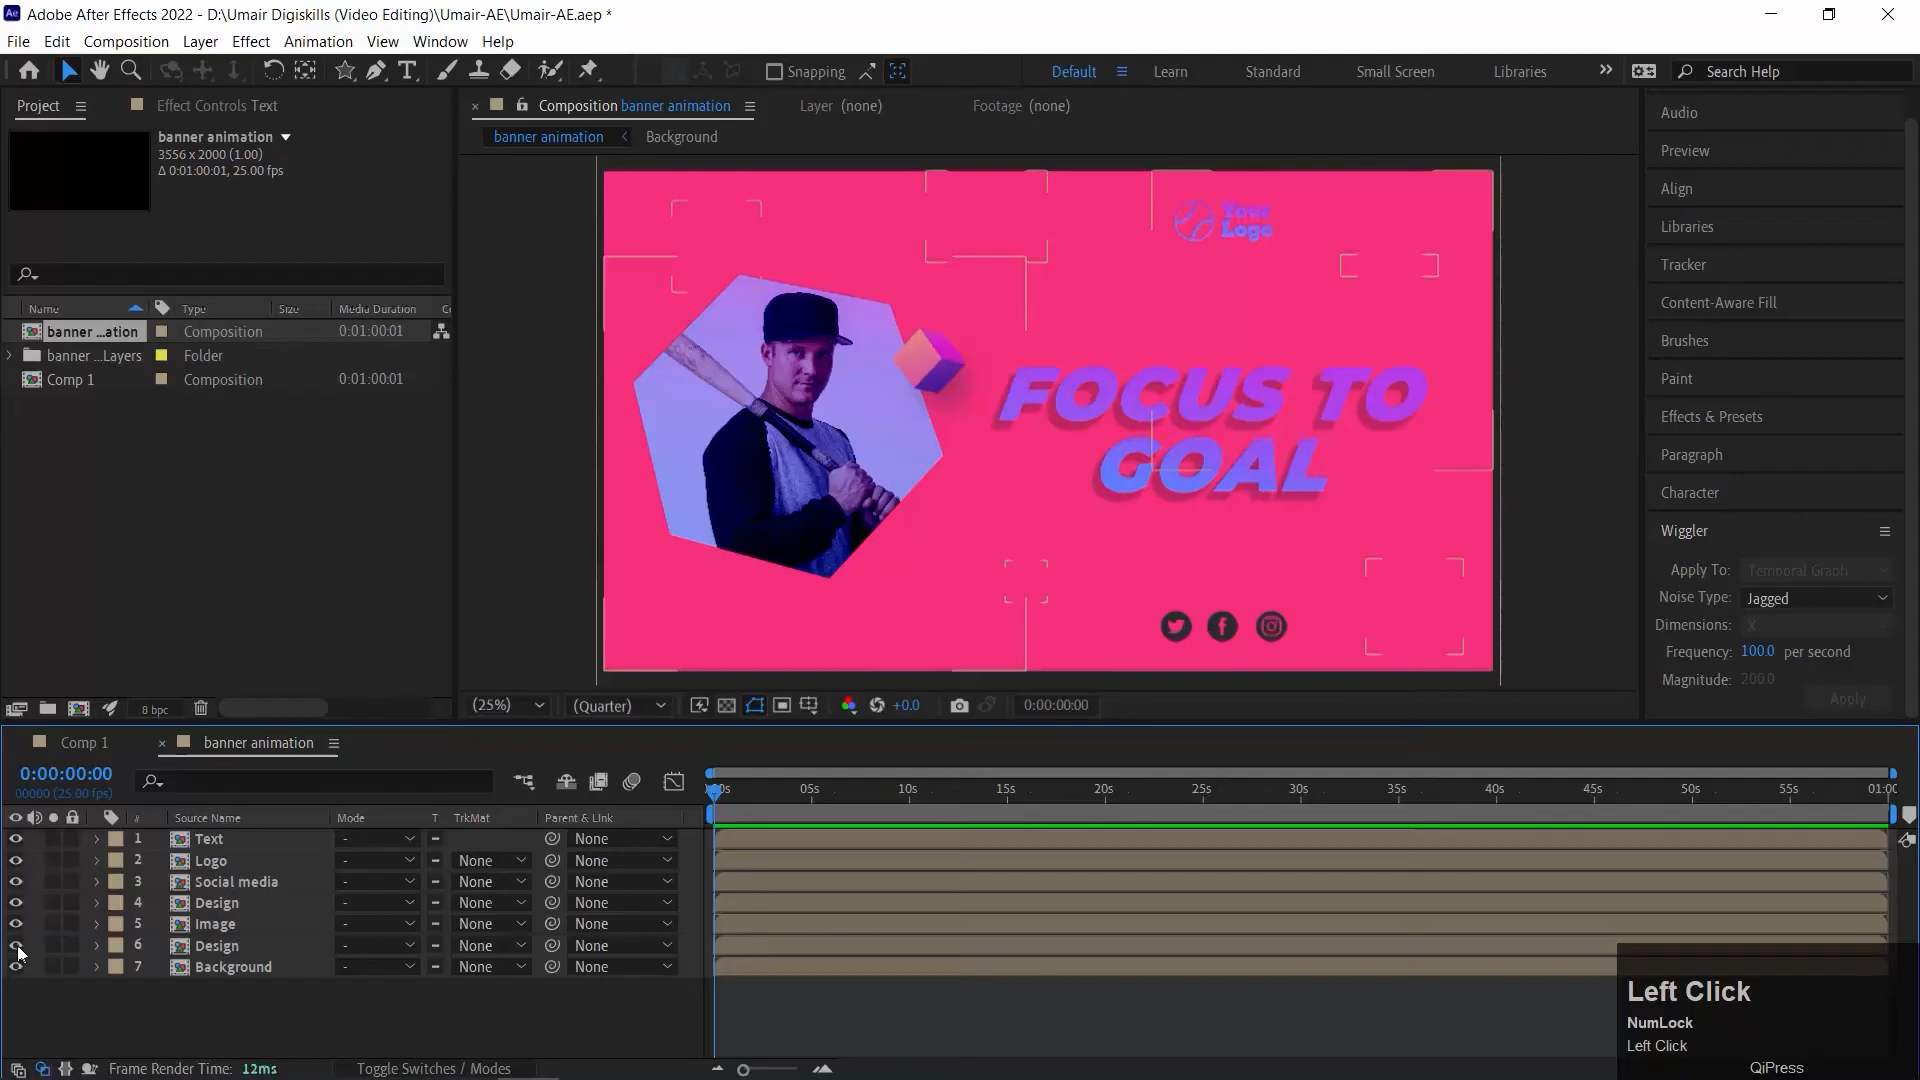 Adobe After Effects 2022 - D:\Umair Digiskills (Video Editing)\Umair-AE\Umair-AE.aep *
File Edit Composition Layer Effect Animation View Window Help
Snapping Default Learn Standard Small Screen Libraries Search Help
Project Effect Controls Text
banner animation
3556 x 2000 (1.00)
Δ 0:01:00:01, 25.00 fps
Name Type Size Media Duration
banner ...ation Composition 0:01:00:01
banner ...Layers Folder
Comp 1 Composition 0:01:00:01
8 bpc
Composition banner animation Layer (none) Footage (none)
banner animation Background
Your
Logo
FOCUS TO
GOAL
(25%) (Quarter) +0.0 0:00:00:00
Audio
Preview
Align
Libraries
Tracker
Content-Aware Fill
Brushes
Paint
Effects & Presets
Paragraph
Character
Wiggler
Apply To: Temporal Graph
Noise Type: Jagged
Dimensions: X
Frequency: 100.0 per second
Magnitude: 200.0
Apply
Comp 1 banner animation
0:00:00:00
00000 (25.00 fps)
05s 10s 15s 20s 25s 30s 35s 40s 45s 50s 55s
# Source Name Mode T TrkMat Parent & Link
1 Text - None
2 Logo - None None
3 Social media - None None
4 Design - None None
5 Image - None None
6 Design - None None
7 Background - None None
Frame Render Time: 12ms Toggle Switches / Modes
Left Click
NumLock
Left Click
QiPress